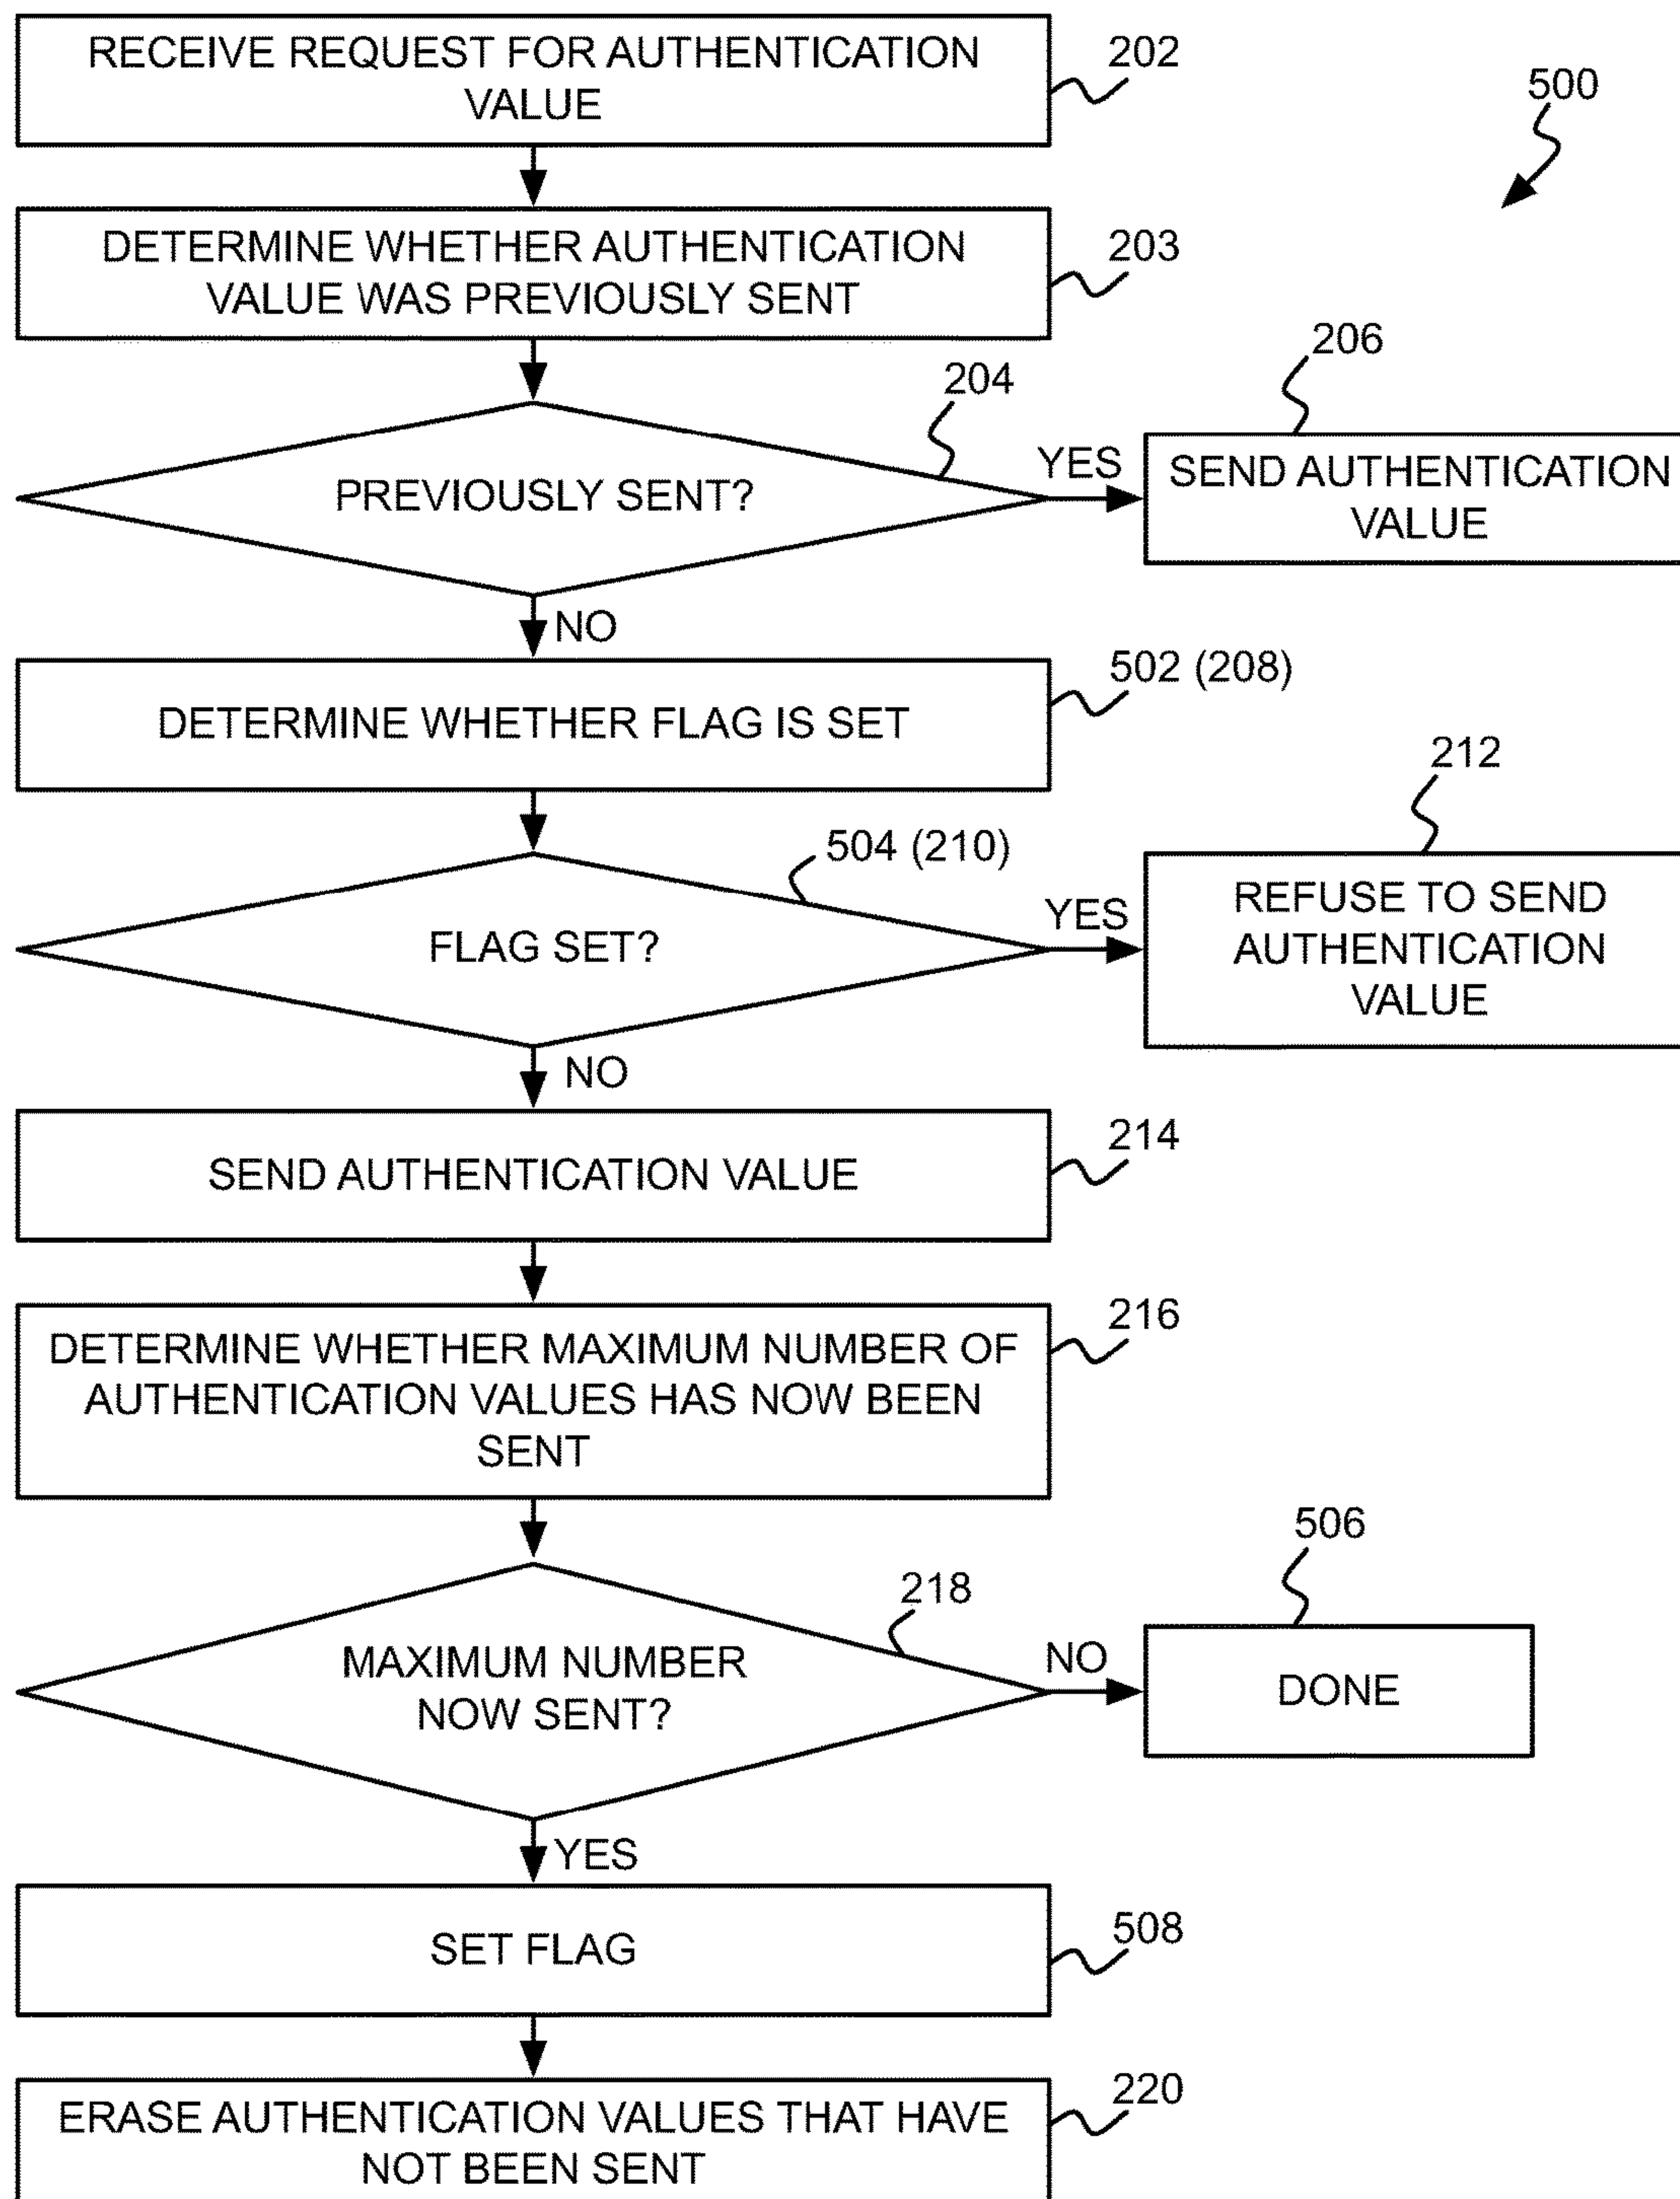 RECEIVE REQUEST FOR AUTHENTICATION
VALUE
202
500
DETERMINE WHETHER AUTHENTICATION
VALUE WAS PREVIOUSLY SENT
203
204
206
PREVIOUSLY SENT?
YES
SEND AUTHENTICATION
VALUE
NO
DETERMINE WHETHER FLAG IS SET
502 (208)
504 (210)
212
FLAG SET?
YES
REFUSE TO SEND
AUTHENTICATION
VALUE
NO
SEND AUTHENTICATION VALUE
214
DETERMINE WHETHER MAXIMUM NUMBER OF
AUTHENTICATION VALUES HAS NOW BEEN
SENT
216
218
506
MAXIMUM NUMBER
NOW SENT?
NO
DONE
YES
SET FLAG
508
ERASE AUTHENTICATION VALUES THAT HAVE
NOT BEEN SENT
220